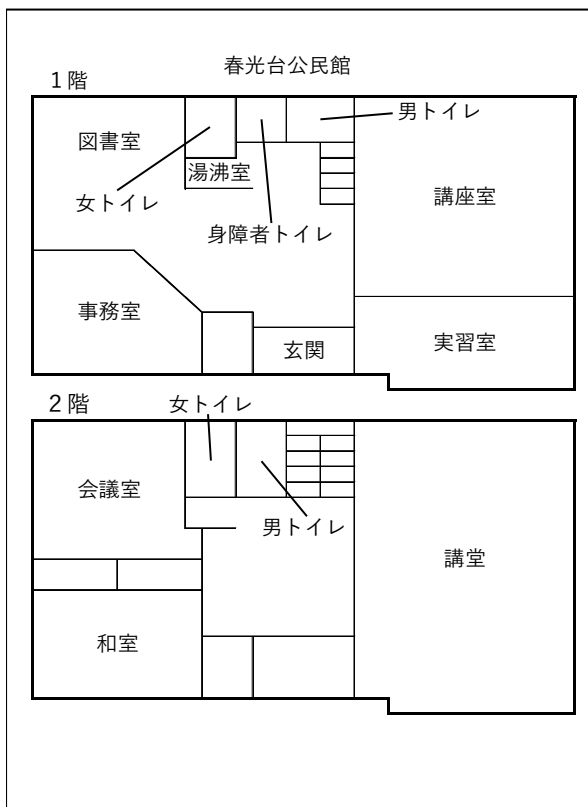 春光台公民館
1階
図書室
男トイレ
湯沸室
女トイレ
講座室
身障者トイレ
事務室
玄関
実習室
2階
女トイレ
会議室
男トイレ
講堂
和室